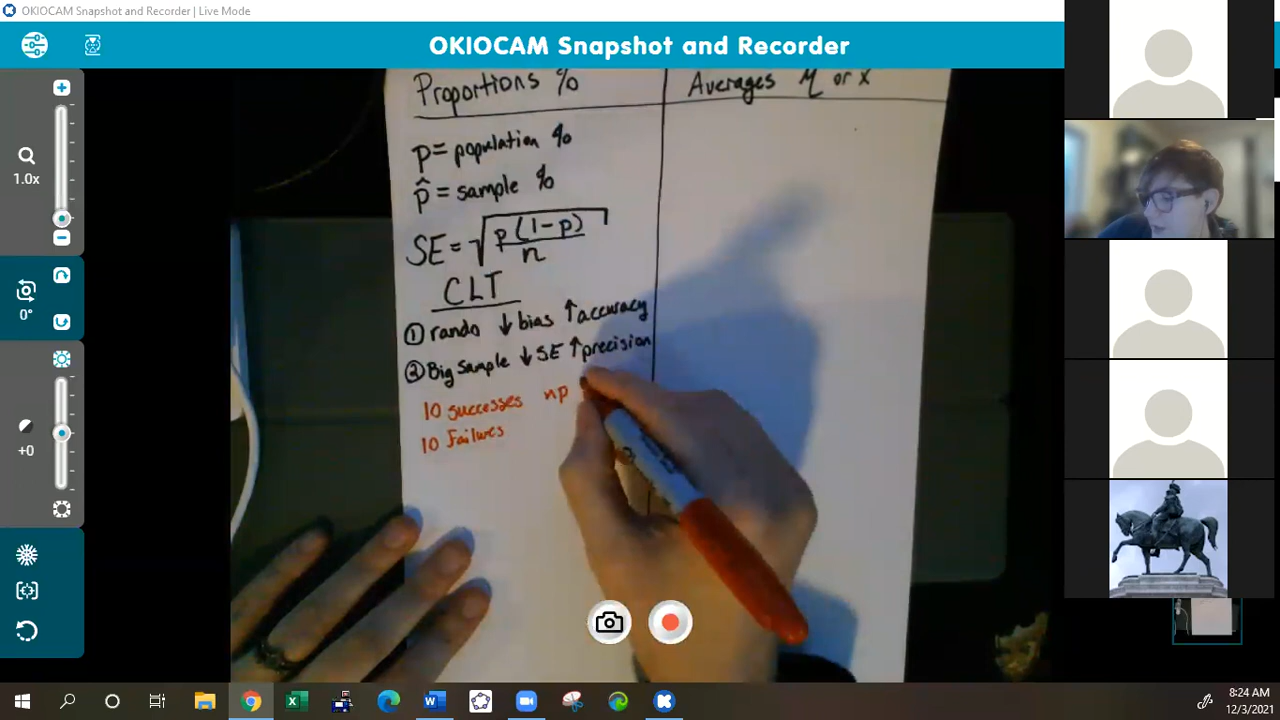 OKIOCAM Snapshot and Recorder | Live Mode
OKIOCAM Snapshot and Recorder
1.0x
0°
+0
Proportions %
p = population %
p̂ = sample %
SE = √p(1-p)/n
CLT
① rando ↓ bias ↑ accuracy
② Big Sample ↓ SE ↑ precision
10 successes np
10 Failures
Averages μ or x
8:24 AM
12/3/2021